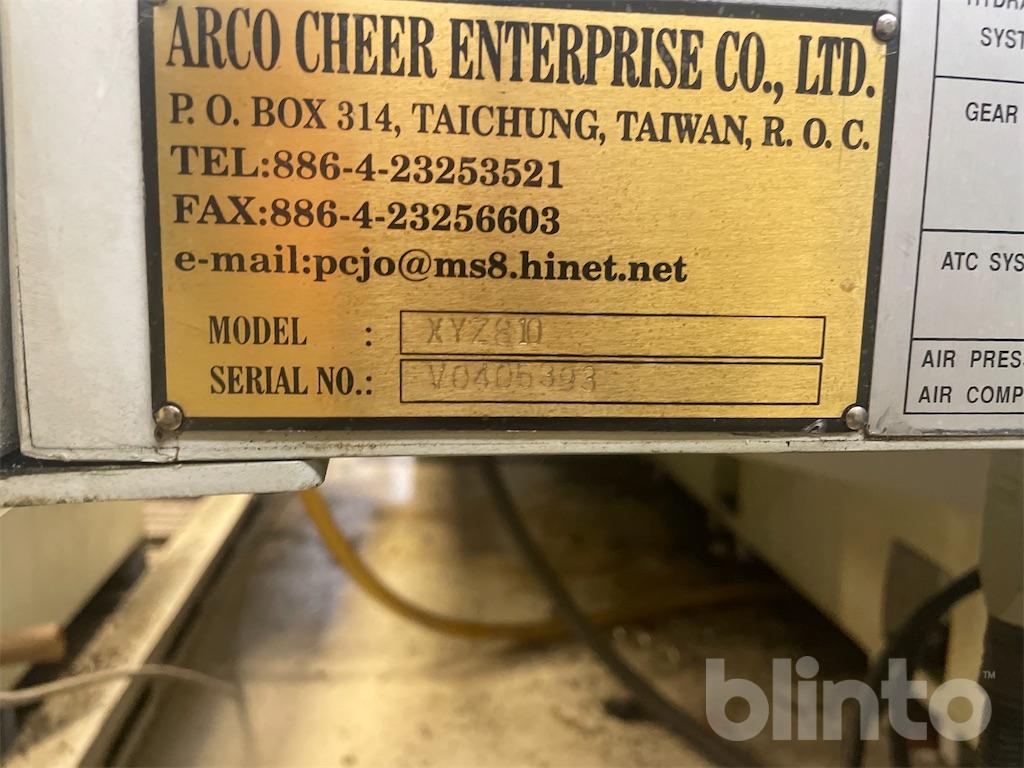 ARCO CHEER ENTERPRISE CO., LTD.
P. O. BOX 314, TAICHUNG, TAIWAN, R. O. C.
TEL:886-4-23253521
FAX:886-4-23256603
e-mail:pcjo@ms8.hinet.net
MODEL : XYZ810
SERIAL NO.: V0405393
SYST
GEAR
ATC SYS
AIR PRES
AIR COMP
blinto™